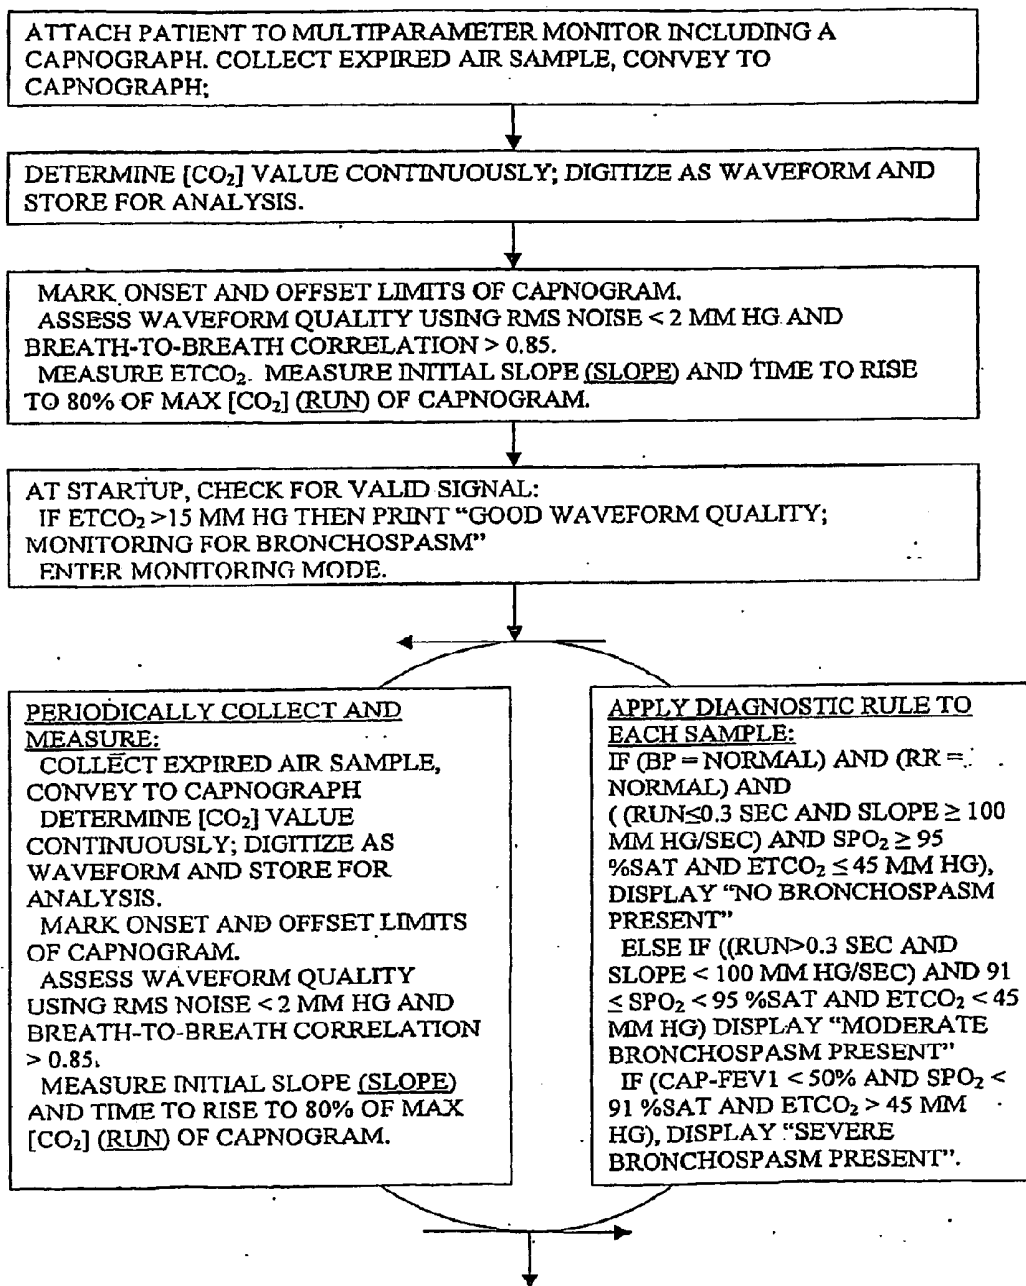 ATTACH PATIENT TO MULTIPARAMETER MONITOR INCLUDING A
CAPNOGRAPH. COLLECT EXPIRED AIR SAMPLE, CONVEY TO
CAPNOGRAPH;
DETERMINE [CO₂] VALUE CONTINUOUSLY; DIGITIZE AS WAVEFORM AND
STORE FOR ANALYSIS.
MARK ONSET AND OFFSET LIMITS OF CAPNOGRAM.
ASSESS WAVEFORM QUALITY USING RMS NOISE < 2 MM HG AND
BREATH-TO-BREATH CORRELATION > 0.85.
MEASURE ETCO₂. MEASURE INITIAL SLOPE (SLOPE) AND TIME TO RISE
TO 80% OF MAX [CO₂] (RUN) OF CAPNOGRAM.
AT STARTUP, CHECK FOR VALID SIGNAL:
IF ETCO₂ >15 MM HG THEN PRINT “GOOD WAVEFORM QUALITY;
MONITORING FOR BRONCHOSPASM”
ENTER MONITORING MODE.
PERIODICALLY COLLECT AND
MEASURE:
COLLECT EXPIRED AIR SAMPLE,
CONVEY TO CAPNOGRAPH
DETERMINE [CO₂] VALUE
CONTINUOUSLY; DIGITIZE AS
WAVEFORM AND STORE FOR
ANALYSIS.
MARK ONSET AND OFFSET LIMITS
OF CAPNOGRAM.
ASSESS WAVEFORM QUALITY
USING RMS NOISE < 2 MM HG AND
BREATH-TO-BREATH CORRELATION
> 0.85.
MEASURE INITIAL SLOPE (SLOPE)
AND TIME TO RISE TO 80% OF MAX
[CO₂] (RUN) OF CAPNOGRAM.
APPLY DIAGNOSTIC RULE TO
EACH SAMPLE:
IF (BP = NORMAL) AND (RR =
NORMAL) AND
( (RUN≤0.3 SEC AND SLOPE ≥ 100
MM HG/SEC) AND SPO₂ ≥ 95
%SAT AND ETCO₂ ≤ 45 MM HG),
DISPLAY “NO BRONCHOSPASM
PRESENT”
ELSE IF ((RUN>0.3 SEC AND
SLOPE < 100 MM HG/SEC) AND 91
≤ SPO₂ < 95 %SAT AND ETCO₂ < 45
MM HG) DISPLAY “MODERATE
BRONCHOSPASM PRESENT”
IF (CAP-FEV1 < 50% AND SPO₂ <
91 %SAT AND ETCO₂ > 45 MM
HG), DISPLAY “SEVERE
BRONCHOSPASM PRESENT”.